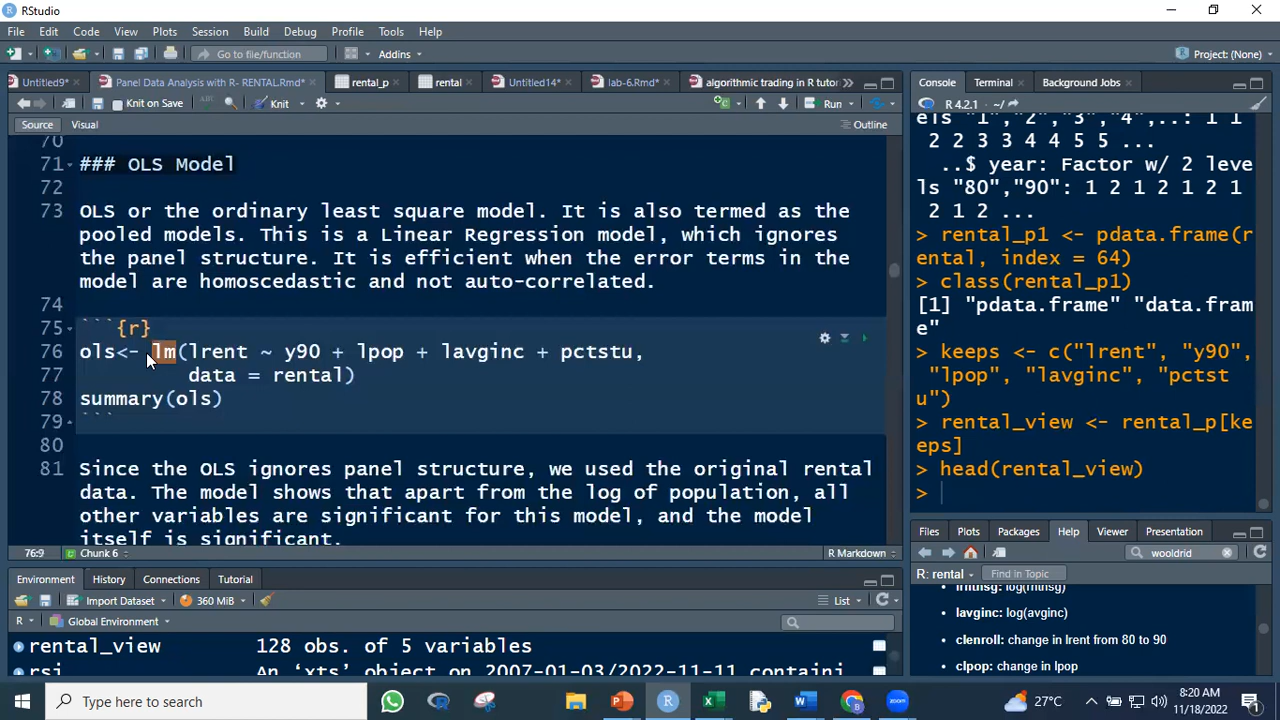 RStudio
File Edit Code View Plots Session Build Debug Profile Tools Help
Go to file/function Addins Project: (None)
Untitled9* Panel Data Analysis with R- RENTAL.Rmd* rental_p rental Untitled14* lab-6.Rmd* algorithmic trading in R tutor
Knit on Save Knit Run
Source Visual Outline
70
71 ### OLS Model
72
73 OLS or the ordinary least square model. It is also termed as the
pooled models. This is a Linear Regression model, which ignores
the panel structure. It is efficient when the error terms in the
model are homoscedastic and not auto-correlated.
74
75 ```{r}
76 ols<- lm(lrent ~ y90 + lpop + lavginc + pctstu,
77 data = rental)
78 summary(ols)
79 ```
80
81 Since the OLS ignores panel structure, we used the original rental
data. The model shows that apart from the log of population, all
other variables are significant for this model, and the model
itself is significant.
76:9 Chunk 6 R Markdown
Environment History Connections Tutorial
Import Dataset 360 MiB List
R Global Environment
rental_view 128 obs. of 5 variables
rsi An ‘xts’ object on 2007-01-03/2022-11-11 containi
Console Terminal Background Jobs
R 4.2.1 · ~/
els "1","2","3","4",..: 1 1
2 2 3 3 4 4 5 5 ...
..$ year: Factor w/ 2 leve
ls "80","90": 1 2 1 2 1 2 1
2 1 2 ...
> rental_p1 <- pdata.frame(r
ental, index = 64)
> class(rental_p1)
[1] "pdata.frame" "data.fram
e"
> keeps <- c("lrent", "y90",
"lpop", "lavginc", "pctst
u")
> rental_view <- rental_p[ke
eps]
> head(rental_view)
>
Files Plots Packages Help Viewer Presentation
wooldrid
R: rental Find in Topic
lavginc: log(avginc)
clenroll: change in lrent from 80 to 90
clpop: change in lpop
Type here to search
zoom
27°C
8:20 AM
11/18/2022